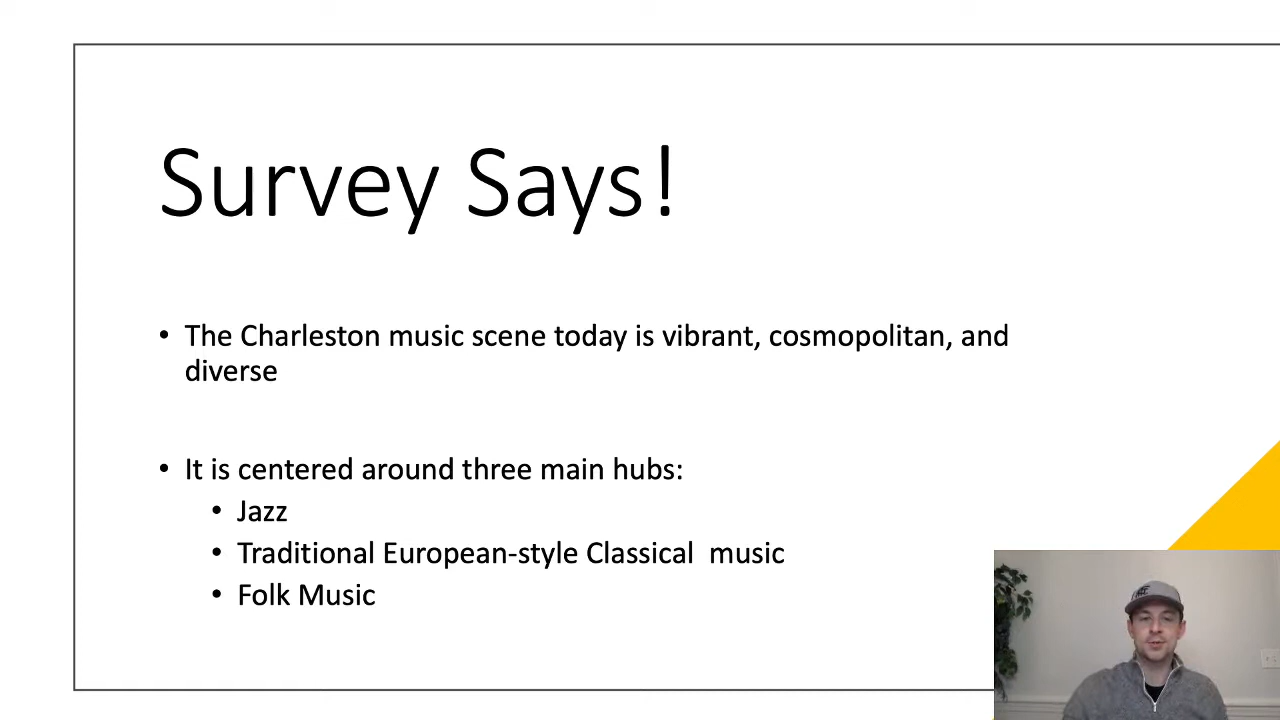 Survey Says!
• The Charleston music scene today is vibrant, cosmopolitan, and
diverse
• It is centered around three main hubs:
• Jazz
• Traditional European-style Classical  music
• Folk Music